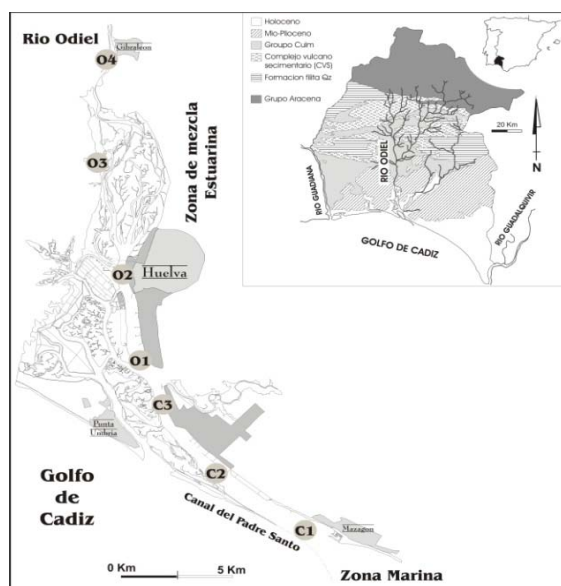 Rio Odiel
Gibraleón
O4
O3
Zona de mezcla
Estuarina
O2
Huelva
O1
C3
Punta
Umbria
C2
Golfo
de
Cadiz
Canal del Padre Santo
C1
Mazagon
0 Km
5 Km
Zona Marina
Holoceno
Mio-Plioceno
Groupo Culm
Complejo vulcano
secimentario (CVS)
Formacion filita Qz
Grupo Aracena
20 Km
N
RIO GUADIANA
RIO ODIEL
RIO GUADALQUIVIR
GOLFO DE CADIZ